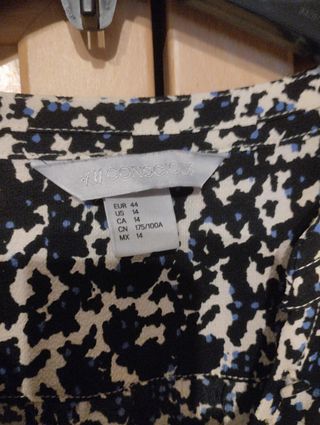 H&M CONSCIOUS
EUR 44
US 14
CA 14
CN 175/100A
MX 14